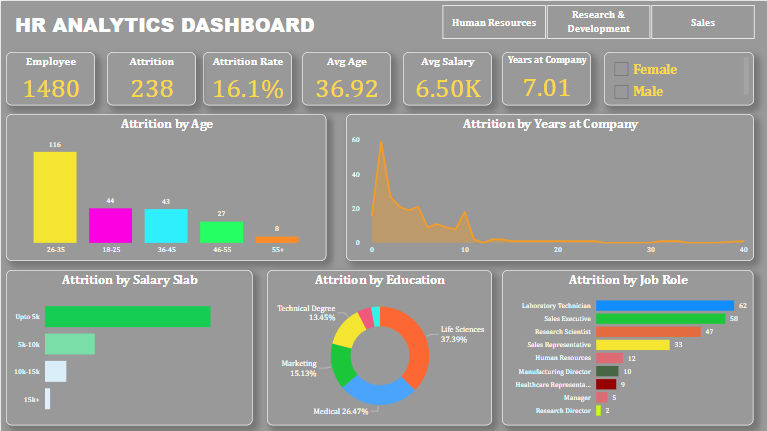 HR ANALYTICS DASHBOARD
Human Resources
Research &
Development
Sales
Employee
1480
Attrition
238
Attrition Rate
16.1%
Avg Age
36.92
Avg Salary
6.50K
Years at Company
7.01
Female
Male
Attrition by Age
116
44
43
27
8
26-35
18-25
36-45
46-55
55+
Attrition by Years at Company
60
40
20
0
0
10
20
30
40
Attrition by Salary Slab
Upto 5k
5k-10k
10k-15k
15k+
Attrition by Education
Technical Degree
13.45%
Life Sciences
37.39%
Marketing
15.13%
Medical 26.47%
Attrition by Job Role
Laboratory Technician 62
Sales Executive 58
Research Scientist 47
Sales Representative 33
Human Resources 12
Manufacturing Director 10
Healthcare Representa... 9
Manager 5
Research Director 2